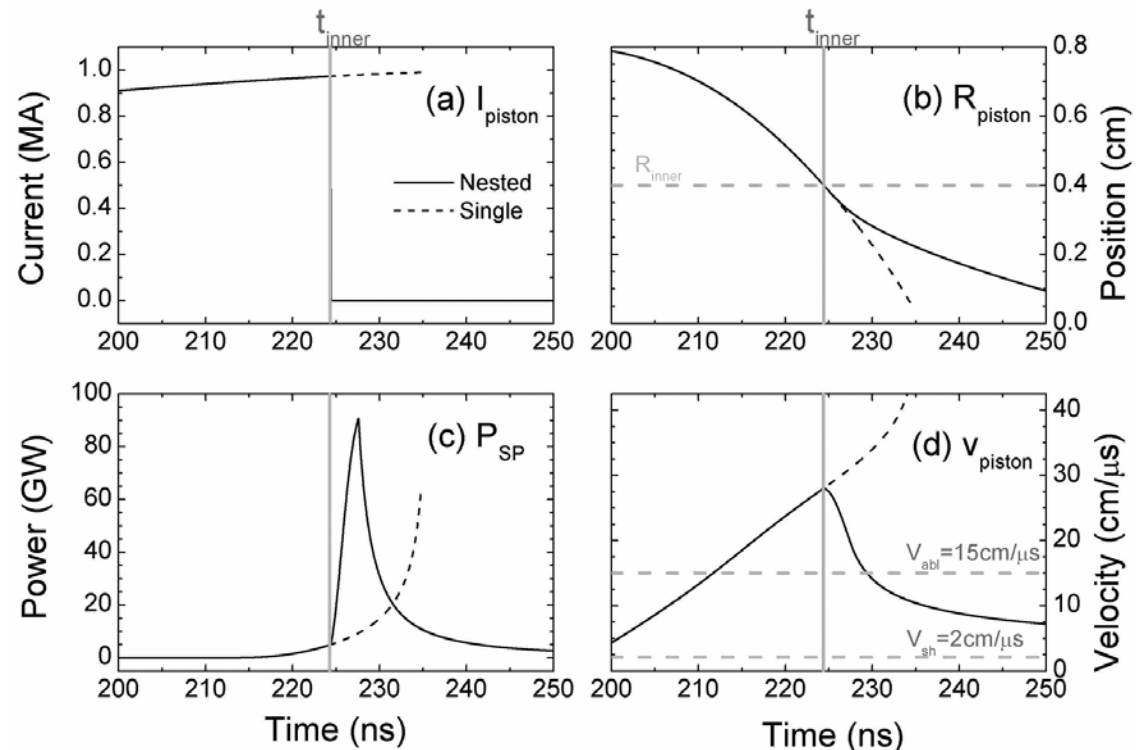 t_inner t_inner
1.0 0.8
(a) I_piston (b) R_piston
0.8
Current (MA) 0.6 Position (cm)
0.6
Nested R_inner 0.4
0.4 Single
0.2 0.2
0.0 0.0
200 210 220 230 240 250 200 210 220 230 240 250
100 40
(c) P_SP (d) v_piston
80
30
Power (GW) 60 Velocity (cm/μs)
20
40 V_abl=15cm/μs
20 10
V_sh=2cm/μs
0 0
200 210 220 230 240 250 200 210 220 230 240 250
Time (ns) Time (ns)